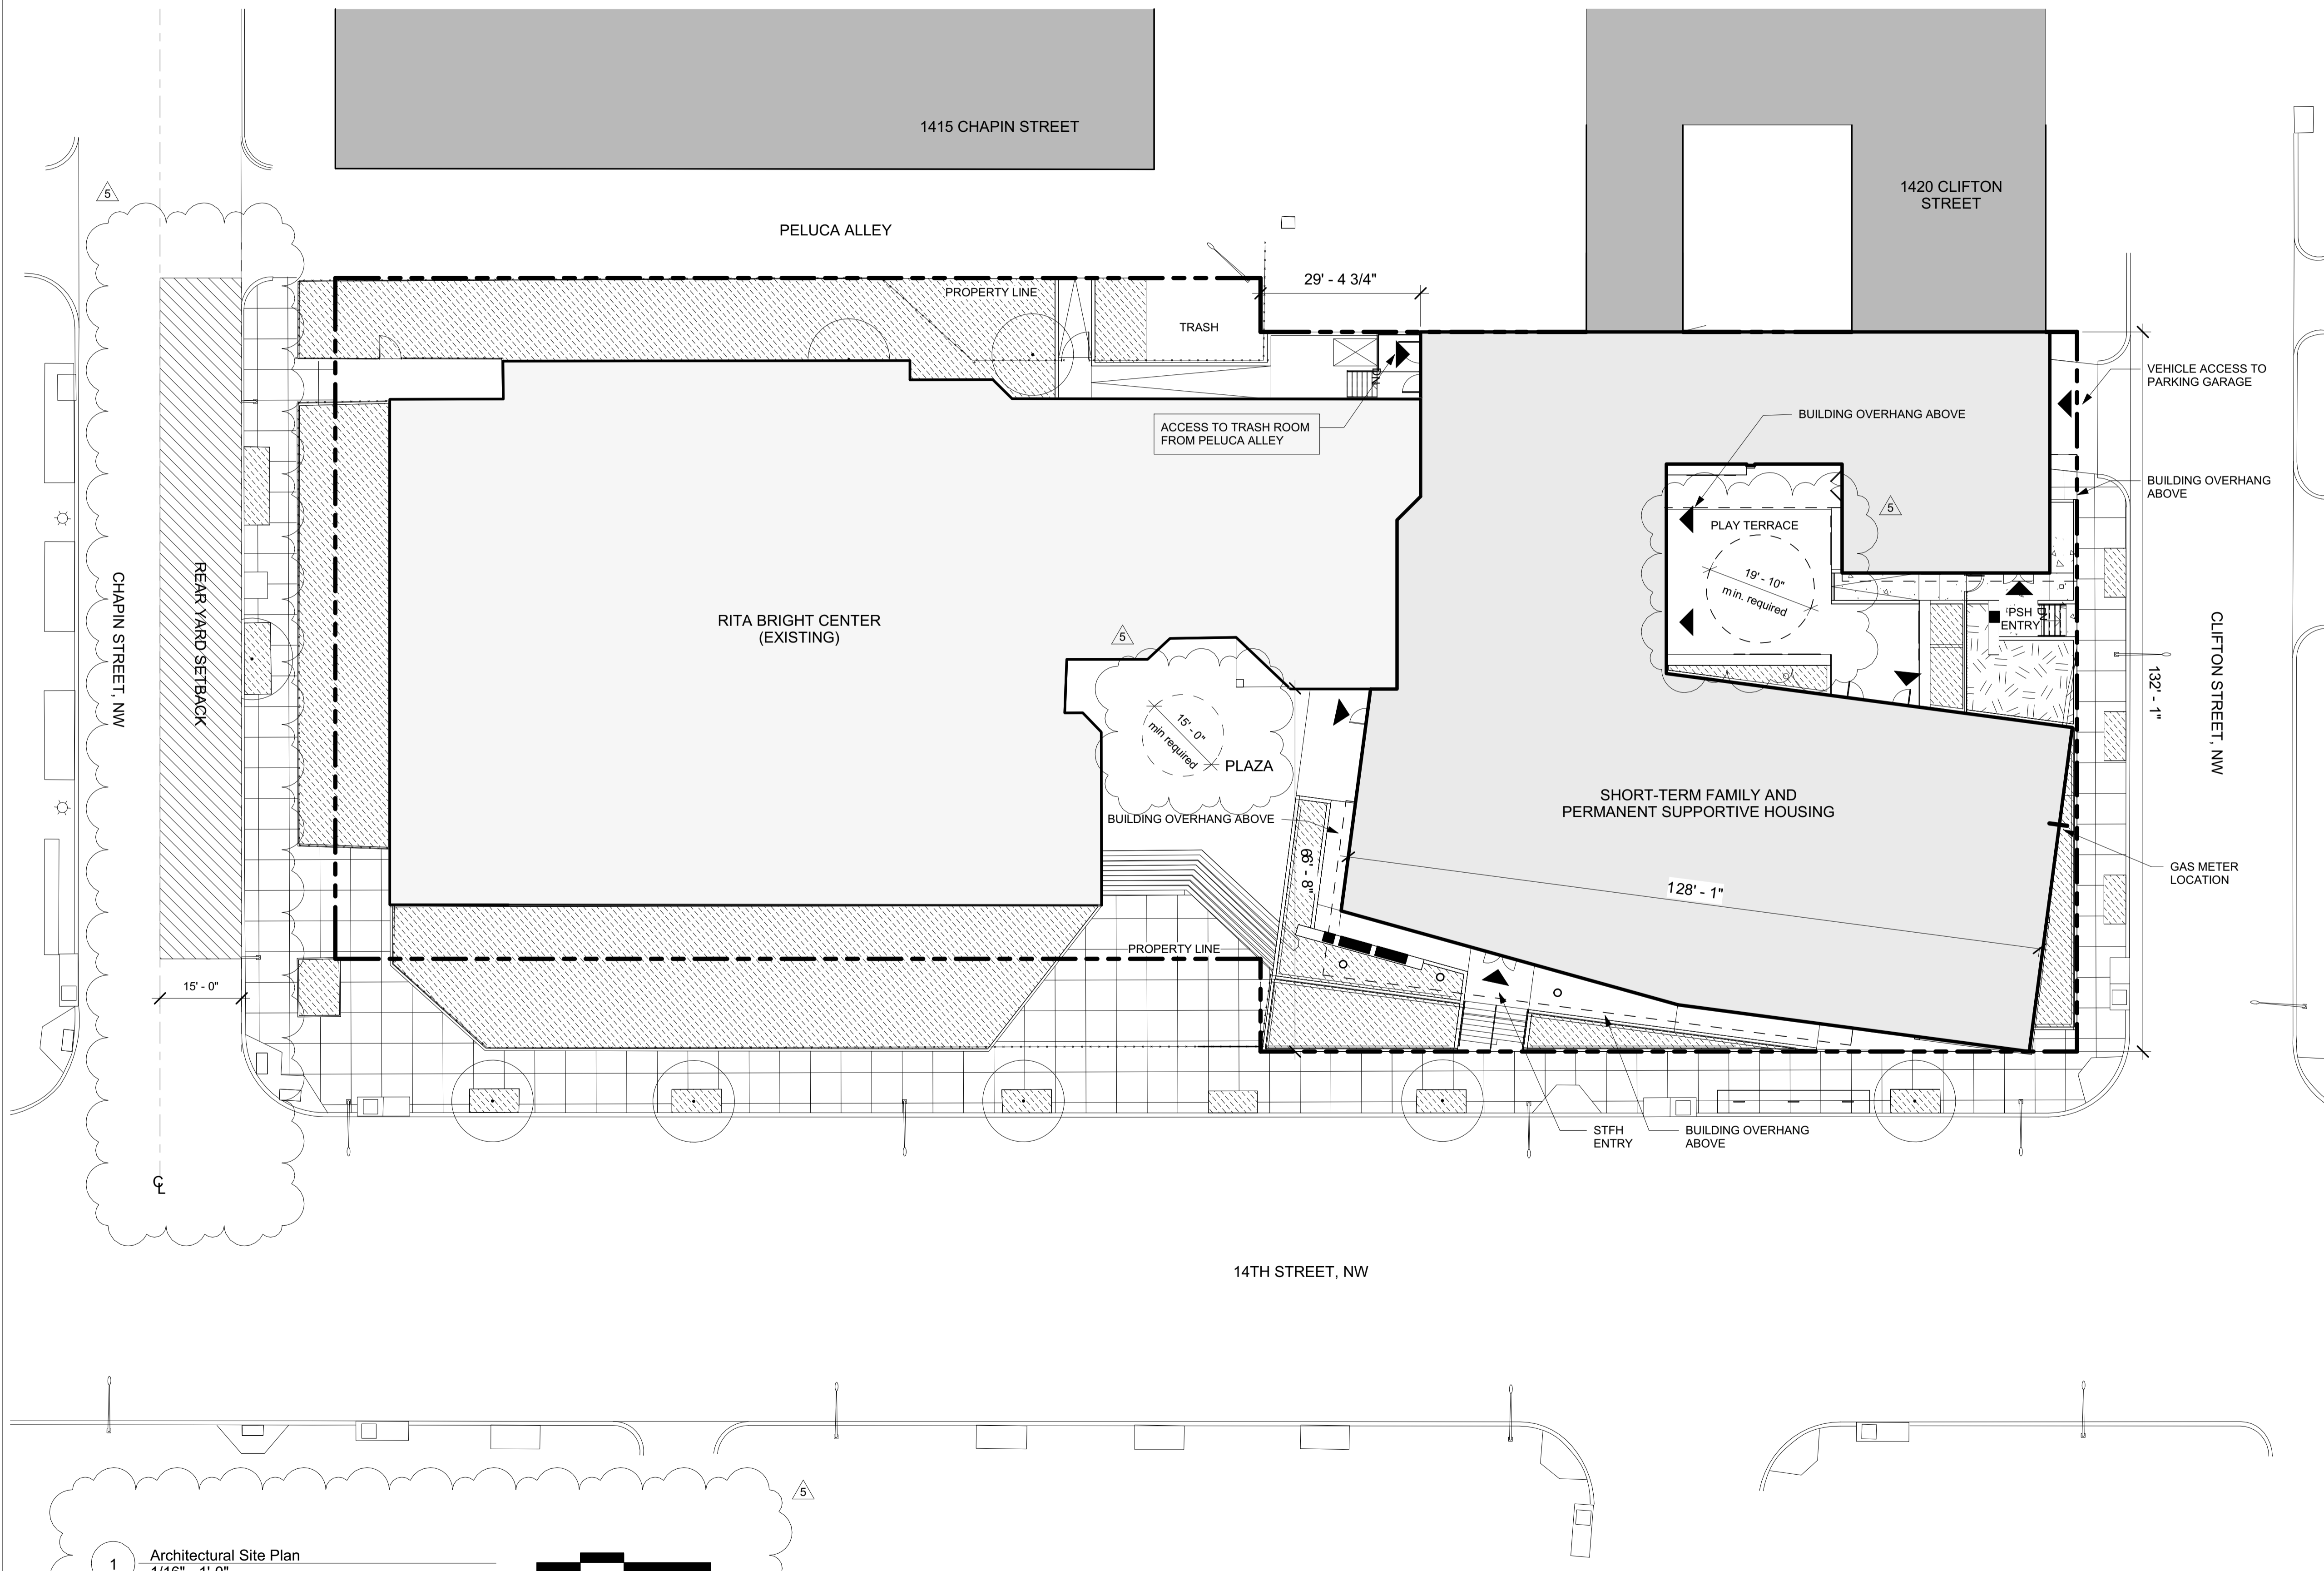 1415 CHAPIN STREET
1420 CLIFTON
STREET
5
PELUCA ALLEY
29' - 4 3/4"
PROPERTY LINE
TRASH
DN
VEHICLE ACCESS TO
PARKING GARAGE
BUILDING OVERHANG ABOVE
ACCESS TO TRASH ROOM
FROM PELUCA ALLEY
BUILDING OVERHANG
ABOVE
5
PLAY TERRACE
19' - 10"
min. required
CHAPIN STREET, NW
REAR YARD SETBACK
RITA BRIGHT CENTER
(EXISTING)
5
PSH
ENTRY
DN
CLIFTON STREET, NW
132' - 1"
15' - 0"
min required
PLAZA
SHORT-TERM FAMILY AND
PERMANENT SUPPORTIVE HOUSING
BUILDING OVERHANG ABOVE
66' - 8"
128' - 1"
GAS METER
LOCATION
PROPERTY LINE
15' - 0"
STFH
ENTRY
BUILDING OVERHANG
ABOVE
CL
14TH STREET, NW
5
1
Architectural Site Plan